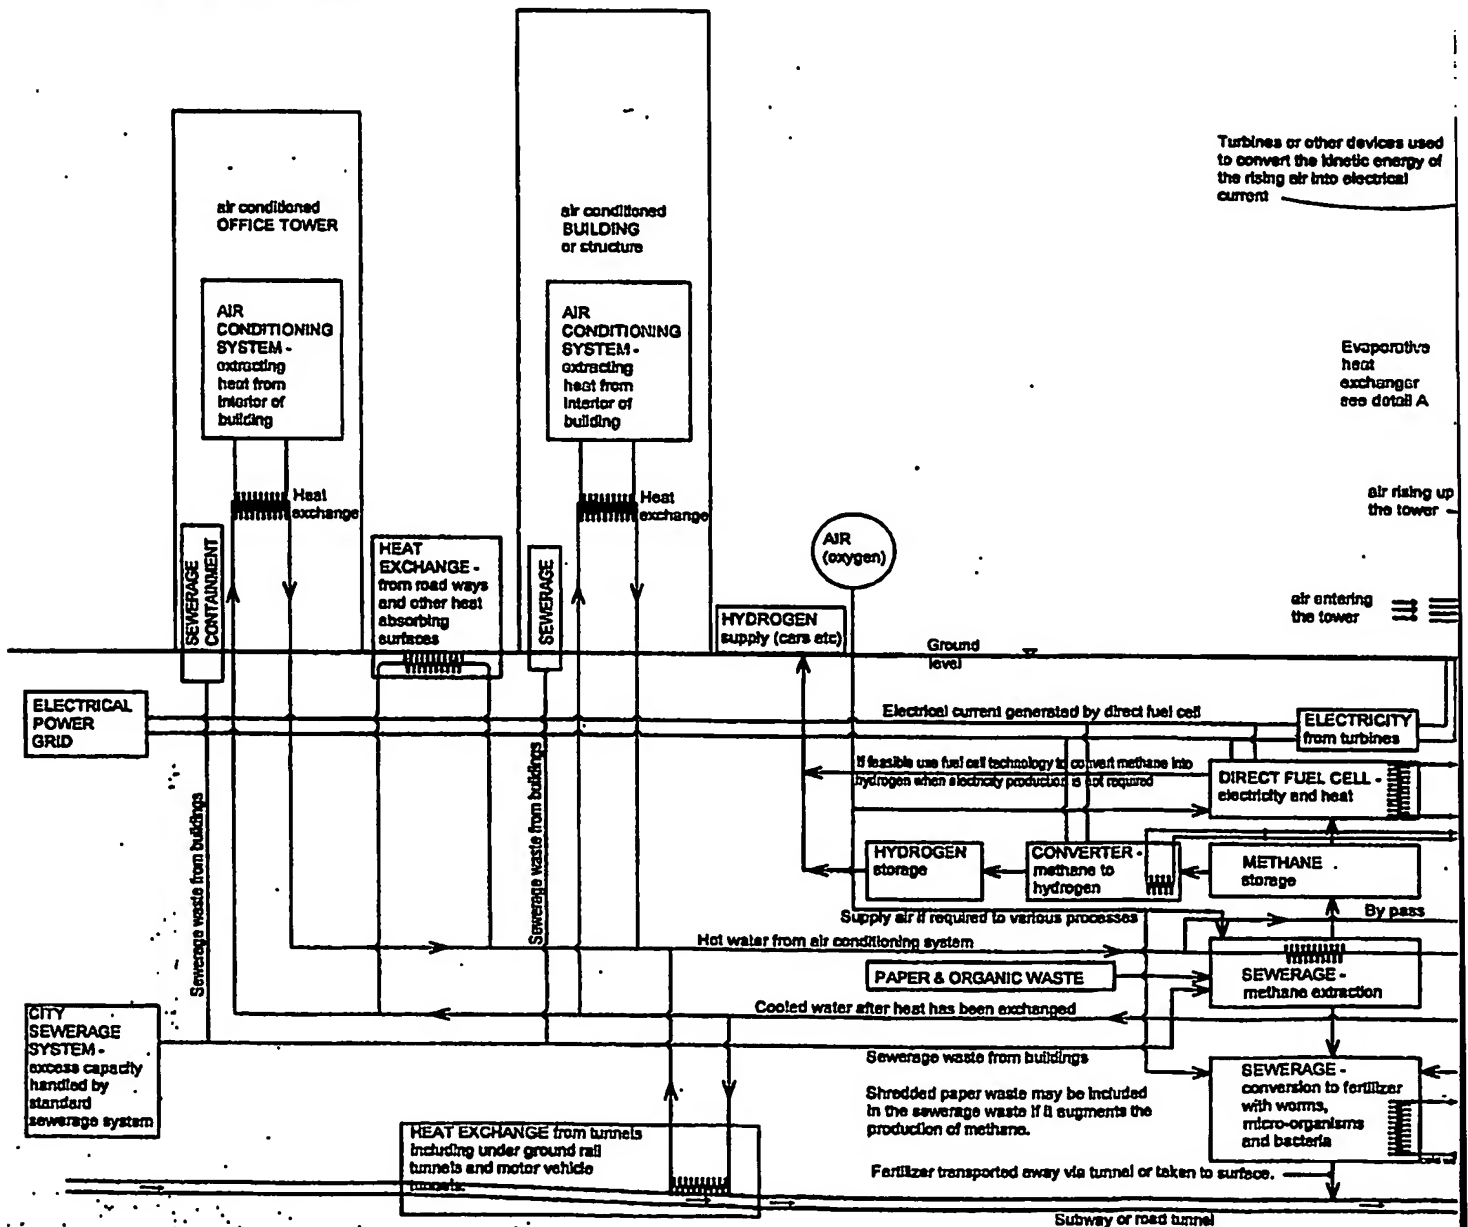 Turbines or other devices used
to convert the kinetic energy of
the rising air into electrical
current
air conditioned
OFFICE TOWER
air conditioned
BUILDING
or structure
AIR
CONDITIONING
SYSTEM -
extracting
heat from
interior of
building
AIR
CONDITIONING
SYSTEM -
extracting
heat from
interior of
building
Evaporative
heat
exchanger
see detail A
Heat
exchange
Heat
exchange
air rising up
the tower
SEWERAGE
CONTAINMENT
HEAT
EXCHANGE -
from road ways
and other heat
absorbing
surfaces
SEWERAGE
AIR
(oxygen)
HYDROGEN
supply (cars etc)
air entering
the tower
Ground
level
ELECTRICAL
POWER
GRID
Electrical current generated by direct fuel cell
ELECTRICITY
from turbines
If feasible use fuel cell technology to convert methane into
hydrogen when electricity production is not required
DIRECT FUEL CELL -
electricity and heat
Sewerage waste from buildings
Sewerage waste from buildings
HYDROGEN
storage
CONVERTER -
methane to
hydrogen
METHANE
storage
Supply air if required to various processes
By pass
Hot water from air conditioning system
PAPER & ORGANIC WASTE
SEWERAGE -
methane extraction
Cooled water after heat has been exchanged
CITY
SEWERAGE
SYSTEM -
excess capacity
handled by
standard
sewerage system
Sewerage waste from buildings
Shredded paper waste may be included
in the sewerage waste if it augments the
production of methane.
SEWERAGE -
conversion to fertilizer
with worms,
micro-organisms
and bacteria
HEAT EXCHANGE from tunnels
including under ground rail
tunnels and motor vehicle
tunnels.
Fertilizer transported away via tunnel or taken to surface.
Subway or road tunnel